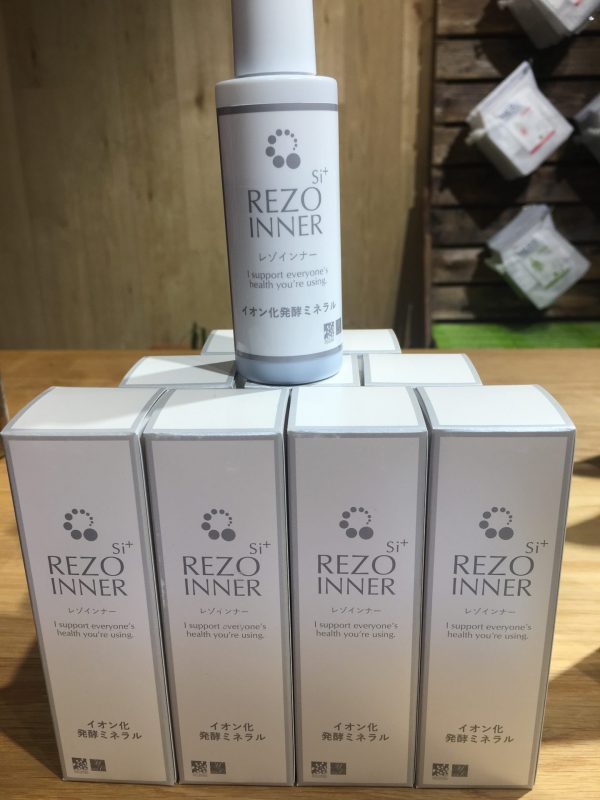 Si+
REZO
INNER
レゾインナー
I support everyone's
health you're using.
イオン化発酵ミネラル
Si+
REZO
INNER
レゾインナー
I support everyone's
health you're using.
イオン化
発酵ミネラル
Si+
REZO
INNER
レゾインナー
I support everyone's
health you're using.
イオン化
発酵ミネラル
Si+
REZO
INNER
レゾインナー
I support everyone's
health you're using.
イオン化
発酵ミネラル
Si+
REZO
INNER
レゾインナー
I support everyone's
health you're using.
イオン化
発酵ミネラル